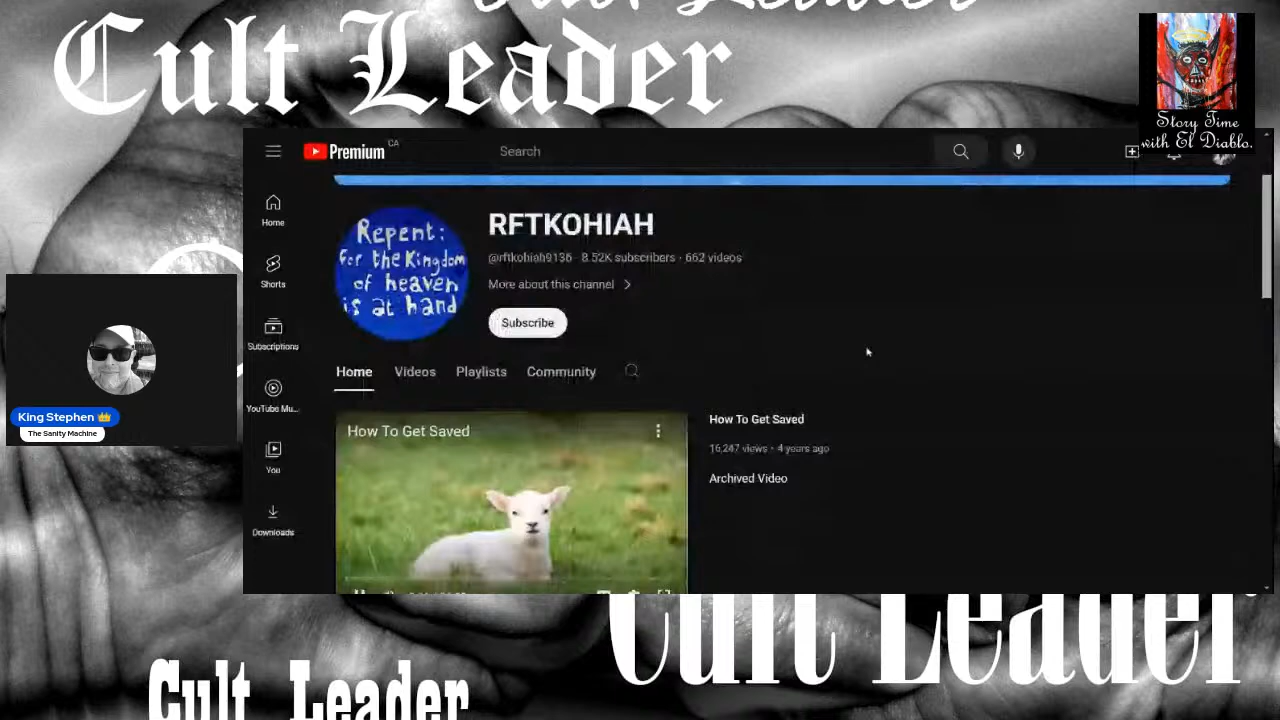 Cult Leader
Cult Leader
Story Time
with El Diablo.
Premium CA
Search
Home
Shorts
Subscriptions
YouTube Mu...
You
Downloads
Repent:
for the Kingdom
of heaven
is at hand
RFTKOHIAH
@rftkohiah9136 · 8.52K subscribers · 662 videos
More about this channel
Subscribe
Home Videos Playlists Community
How To Get Saved
How To Get Saved
16,247 views · 4 years ago
Archived Video
King Stephen 👑
The Sanity Machine
Cult Leader
Cult Leader